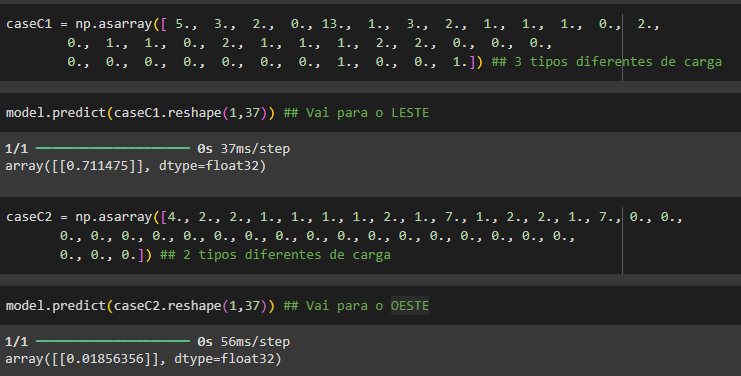 caseC1 = np.asarray([ 5., 3., 2., 0., 13., 1., 3., 2., 1., 1., 1., 0., 2.,
0., 1., 1., 0., 2., 1., 1., 1., 2., 2., 0., 0., 0.,
0., 0., 0., 0., 0., 0., 0., 1., 0., 0., 1.]) ## 3 tipos diferentes de carga
model.predict(caseC1.reshape(1,37)) ## Vai para o LESTE
1/1 ━━━━━━━━━━━━━━━━━━━━ 0s 37ms/step
array([[0.711475]], dtype=float32)
caseC2 = np.asarray([4., 2., 2., 1., 1., 1., 1., 2., 1., 7., 1., 2., 2., 1., 7., 0., 0.,
0., 0., 0., 0., 0., 0., 0., 0., 0., 0., 0., 0., 0., 0., 0., 0., 0.,
0., 0., 0.]) ## 2 tipos diferentes de carga
model.predict(caseC2.reshape(1,37)) ## Vai para o OESTE
1/1 ━━━━━━━━━━━━━━━━━━━━ 0s 56ms/step
array([[0.01856356]], dtype=float32)